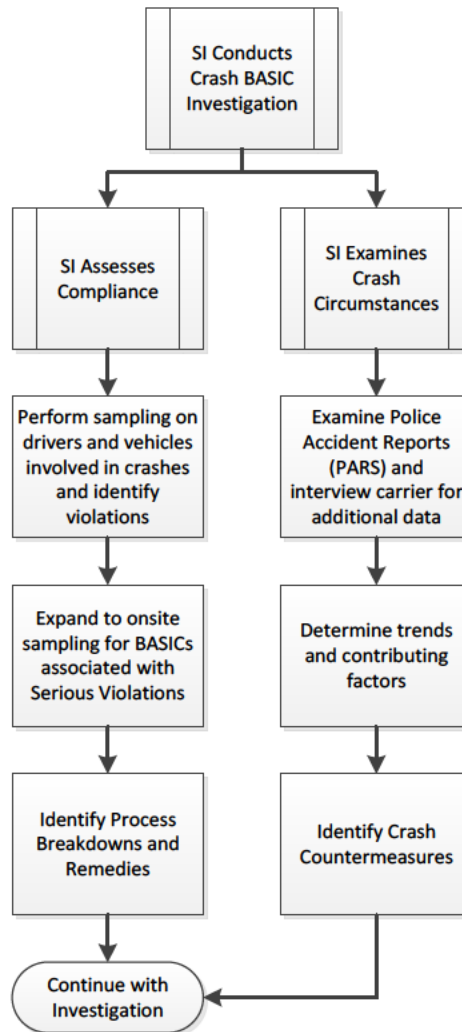 SI Conducts
Crash BASIC
Investigation
SI Assesses
Compliance
SI Examines
Crash
Circumstances
Perform sampling on
drivers and vehicles
involved in crashes
and identify
violations
Examine Police
Accident Reports
(PARS) and
interview carrier for
additional data
Expand to onsite
sampling for BASICs
associated with
Serious Violations
Determine trends
and contributing
factors
Identify Process
Breakdowns and
Remedies
Identify Crash
Countermeasures
Continue with
Investigation